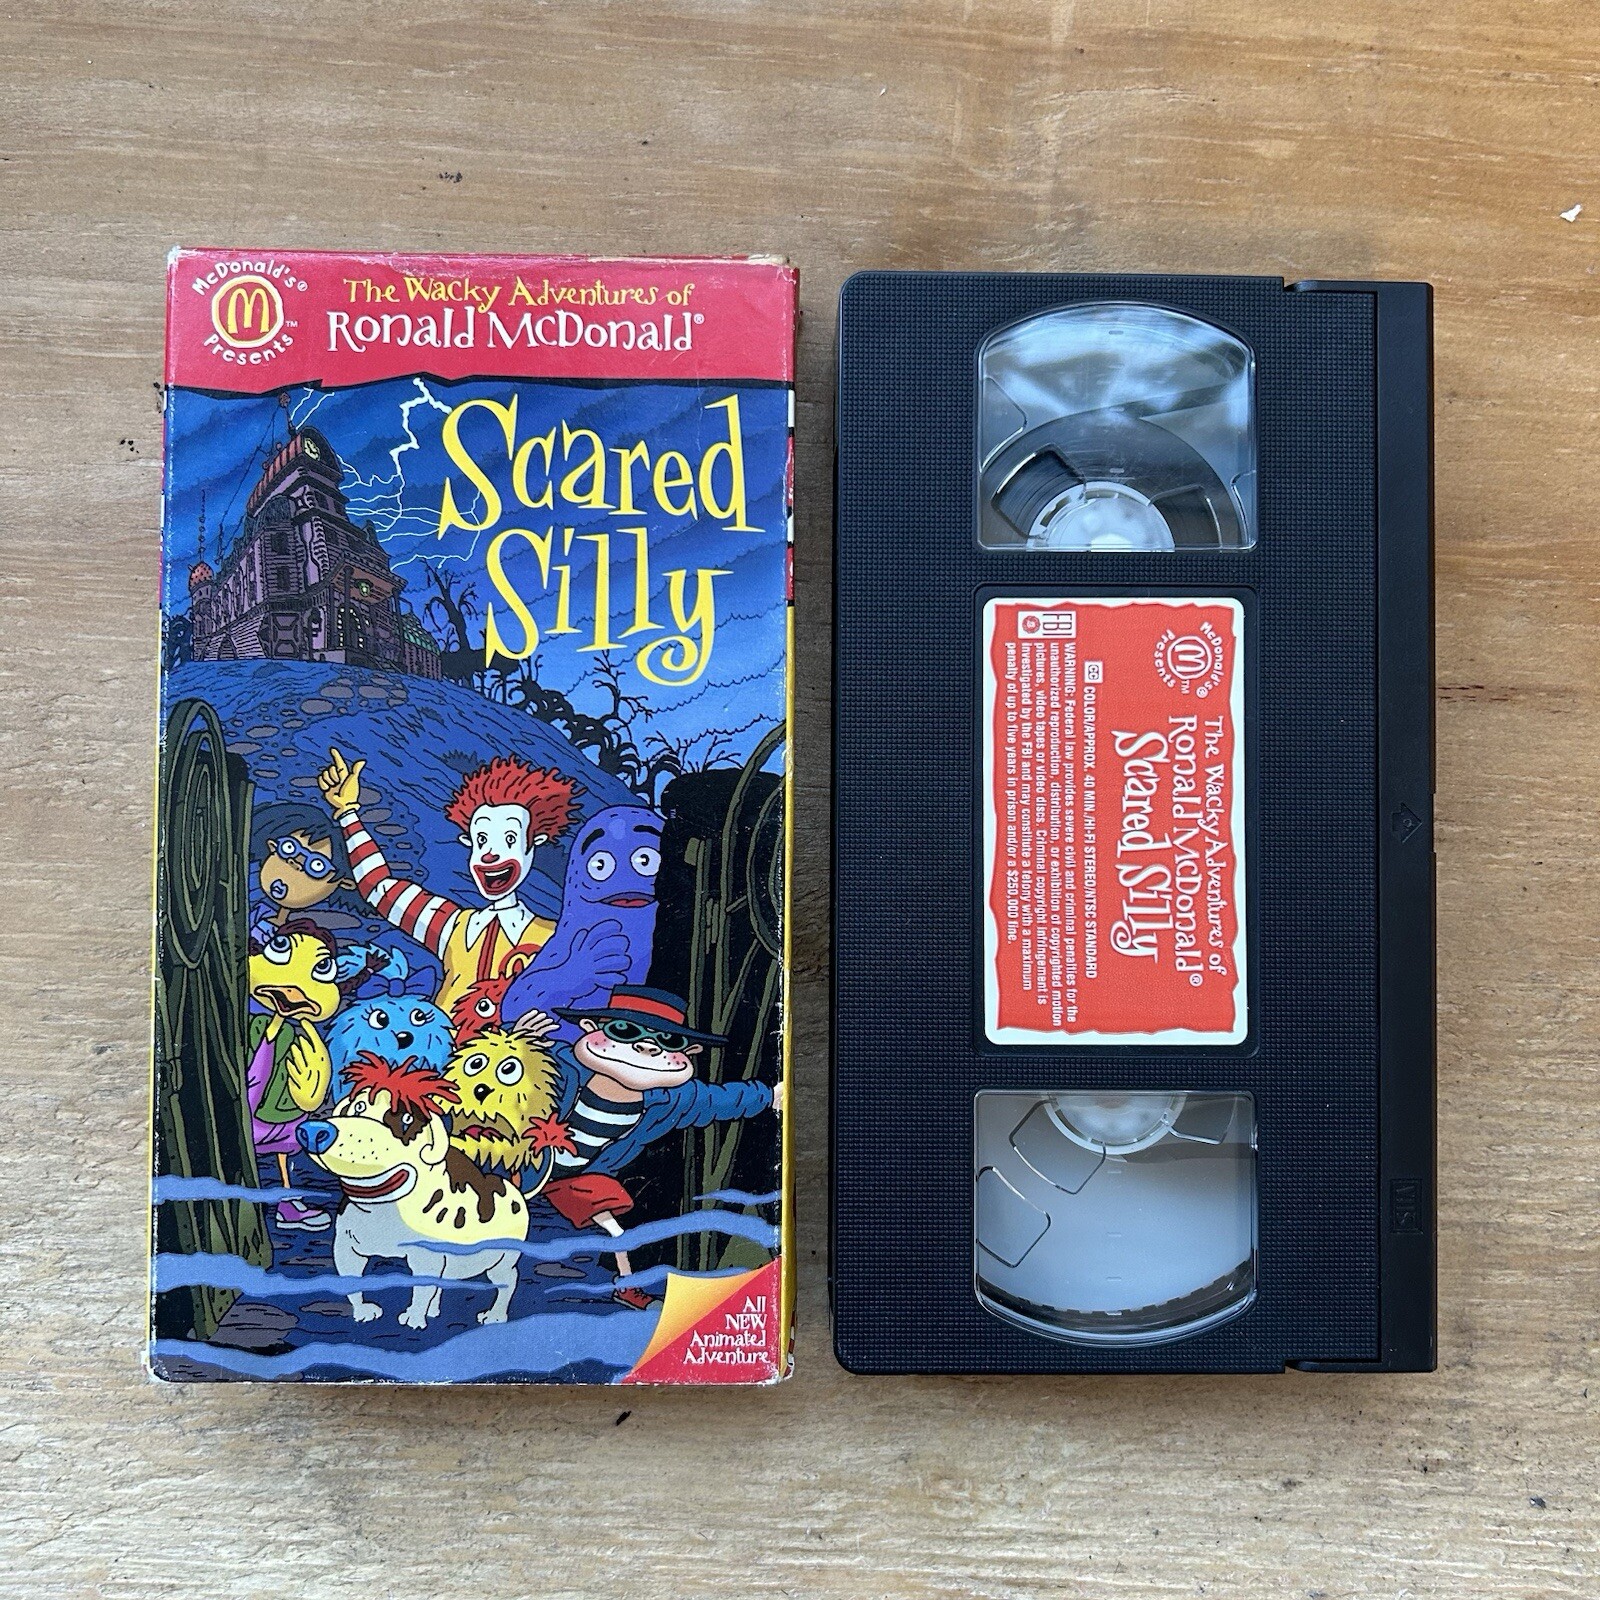 McDonald's®
Presents™
The Wacky Adventures of
Ronald McDonald®
Scared
Silly
™
All
NEW
Animated
Adventure
McDonald's®
Presents™
The Wacky Adventures of
Ronald McDonald®
Scared Silly
CC COLOR/APPROX. 40 MIN./HI-FI STEREO/NTSC STANDARD
FBI
WARNING: Federal law provides severe civil and criminal penalties for the
unauthorized reproduction, distribution, or exhibition of copyrighted motion
pictures, video tapes or video discs. Criminal copyright infringement is
investigated by the FBI and may constitute a felony with a maximum
penalty of up to five years in prison and/or a $250,000 fine.
VHS